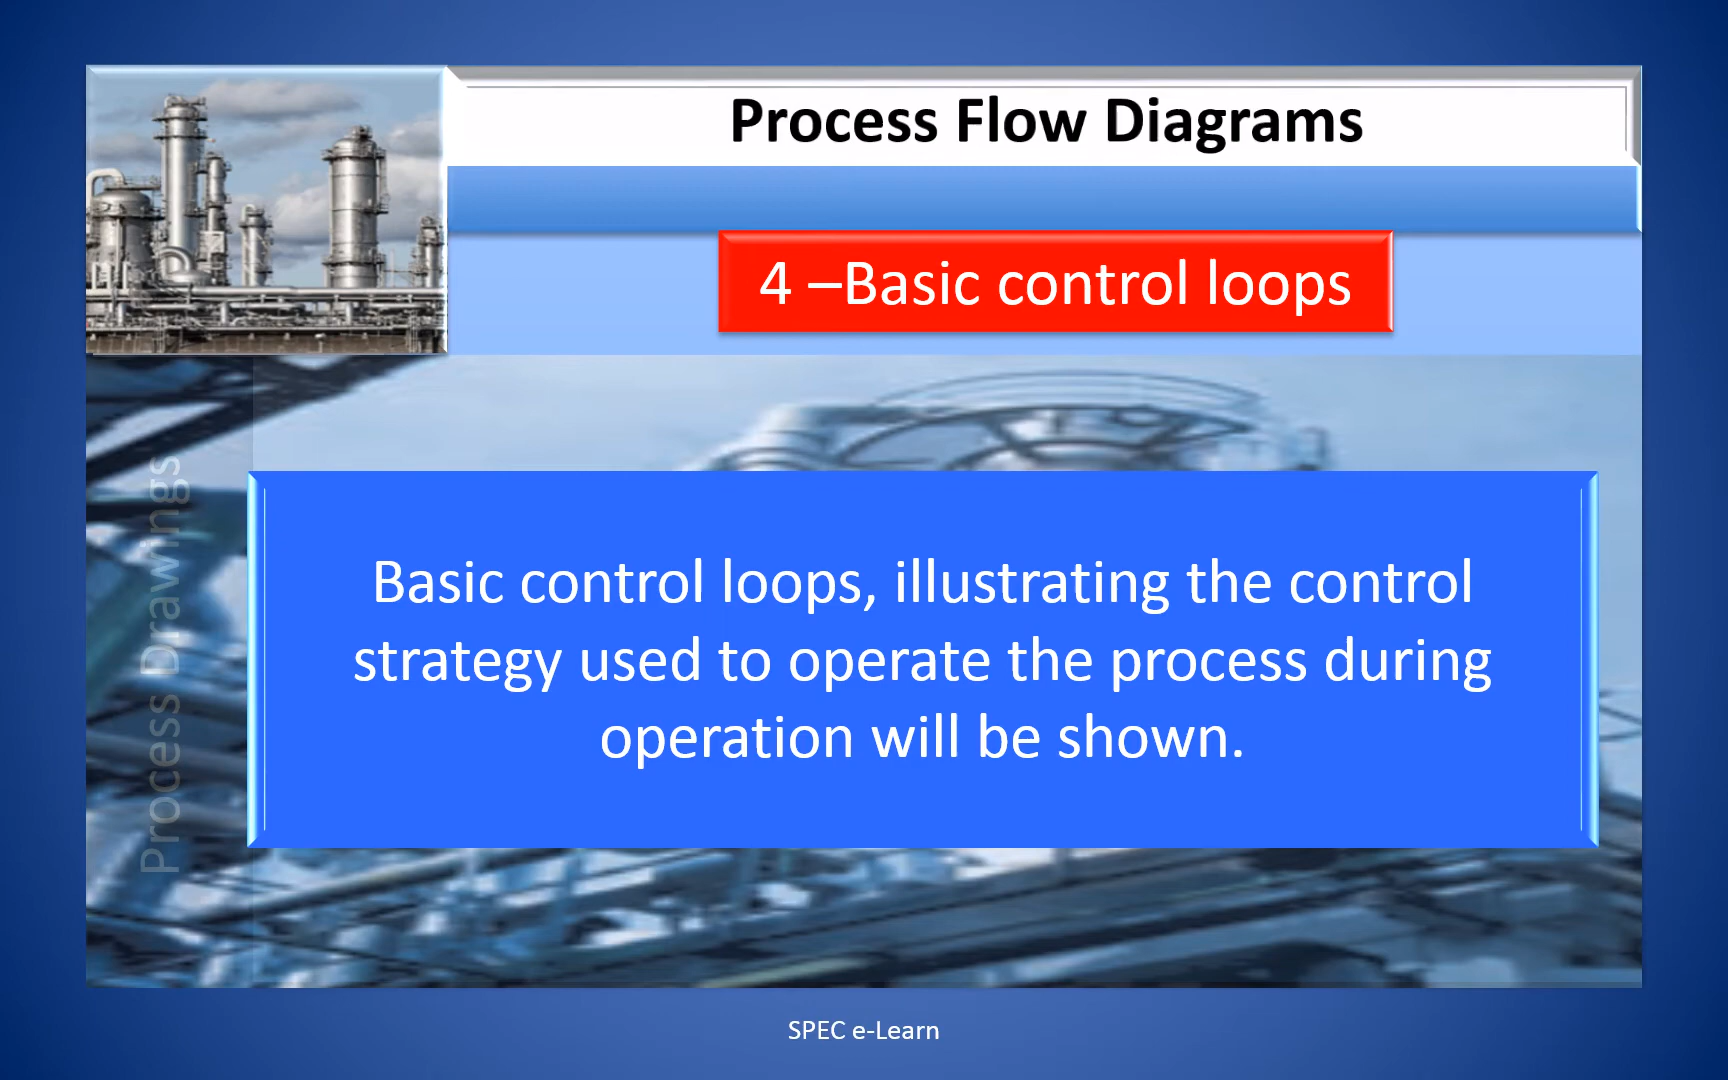 Process Flow Diagrams
4 –Basic control loops
Process Drawings
Basic control loops, illustrating the control
strategy used to operate the process during
operation will be shown.
SPEC e-Learn